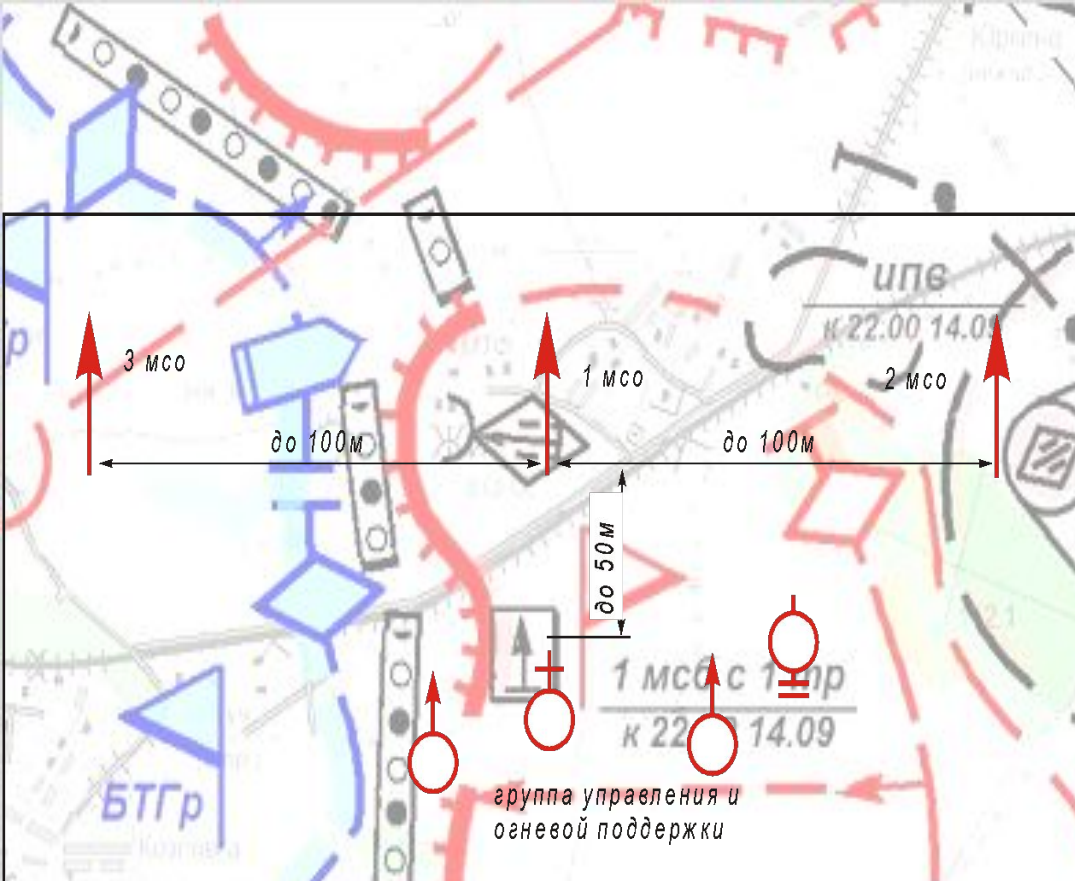 ипв
к 22.00 14.09
3 мсо
1 мсо
2 мсо
до 100м
до 100м
до 50м
1 мсб с 1 тр
к 22 14.09
БТГр
группа управления и
огневой поддержки